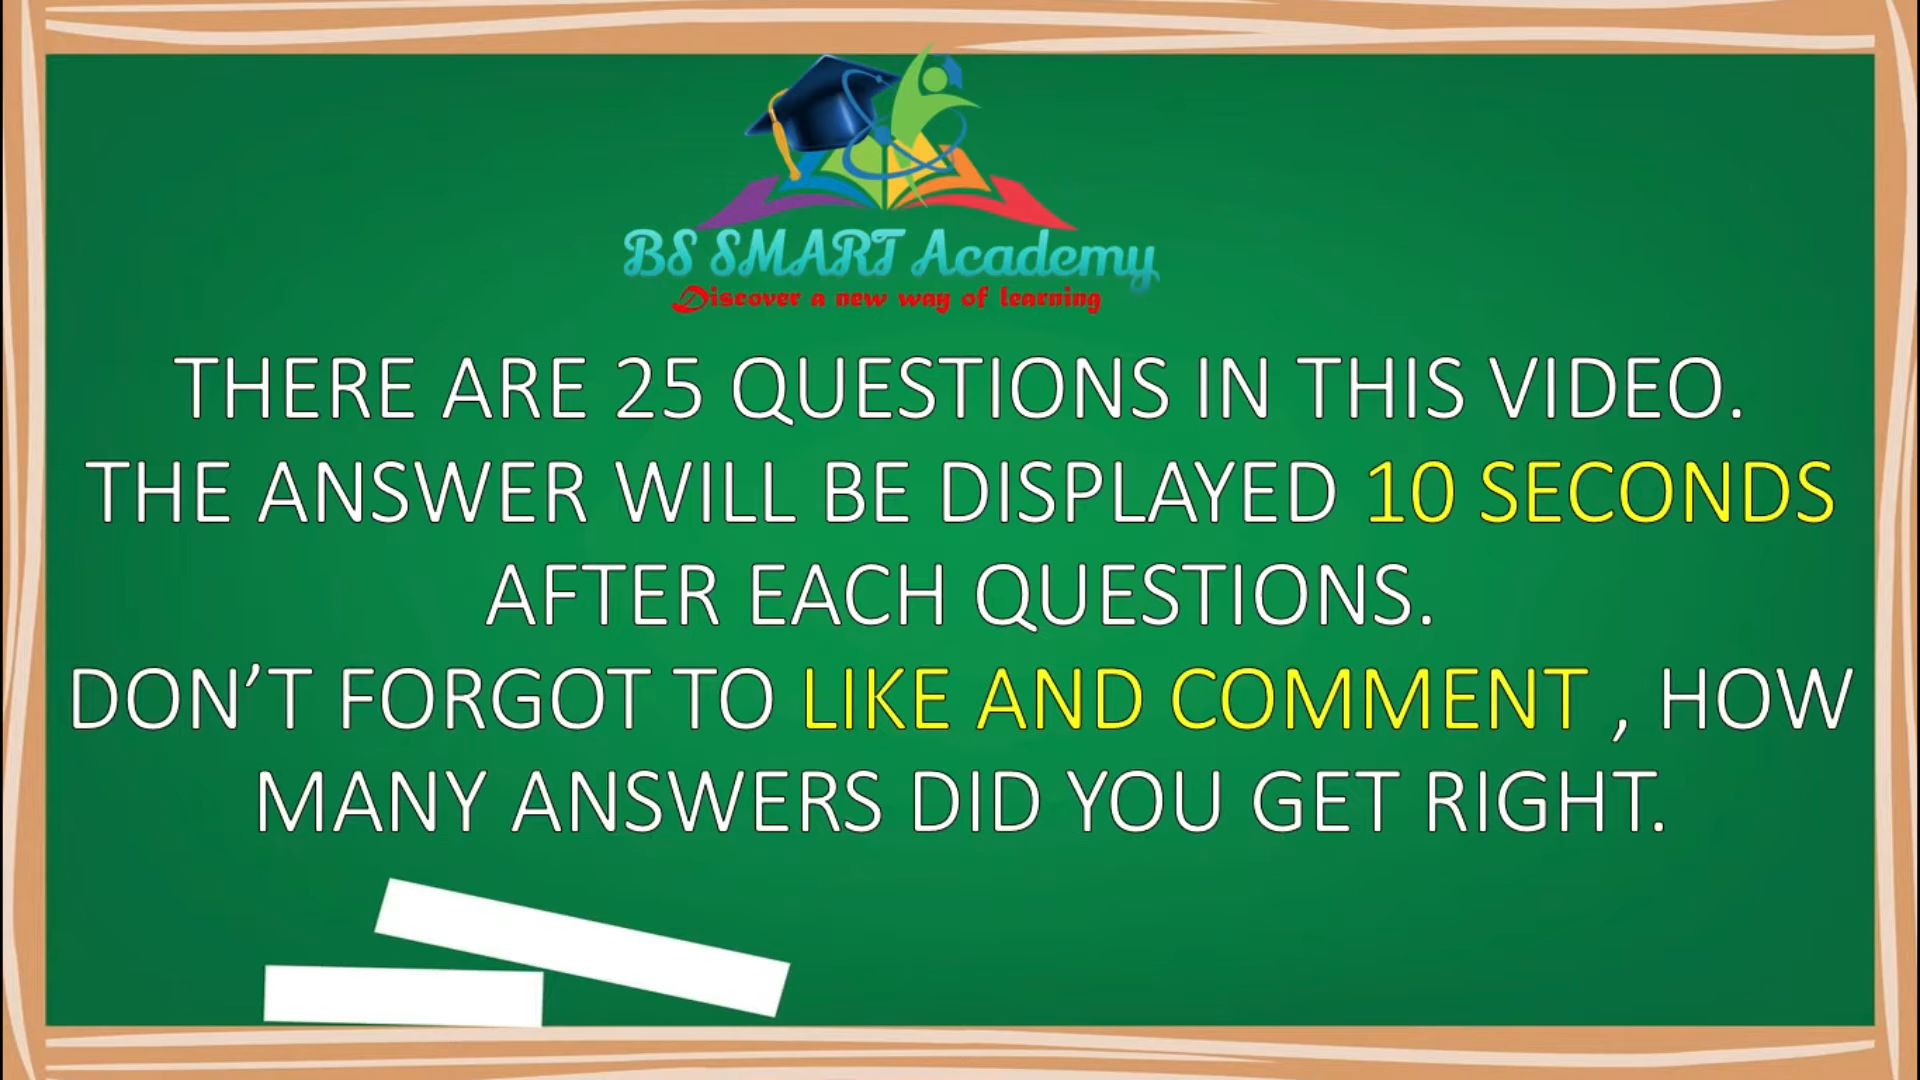 BS SMART Academy
Discover a new way of learning
THERE ARE 25 QUESTIONS IN THIS VIDEO.
THE ANSWER WILL BE DISPLAYED 10 SECONDS
AFTER EACH QUESTIONS.
DON’T FORGOT TO LIKE AND COMMENT , HOW
MANY ANSWERS DID YOU GET RIGHT.